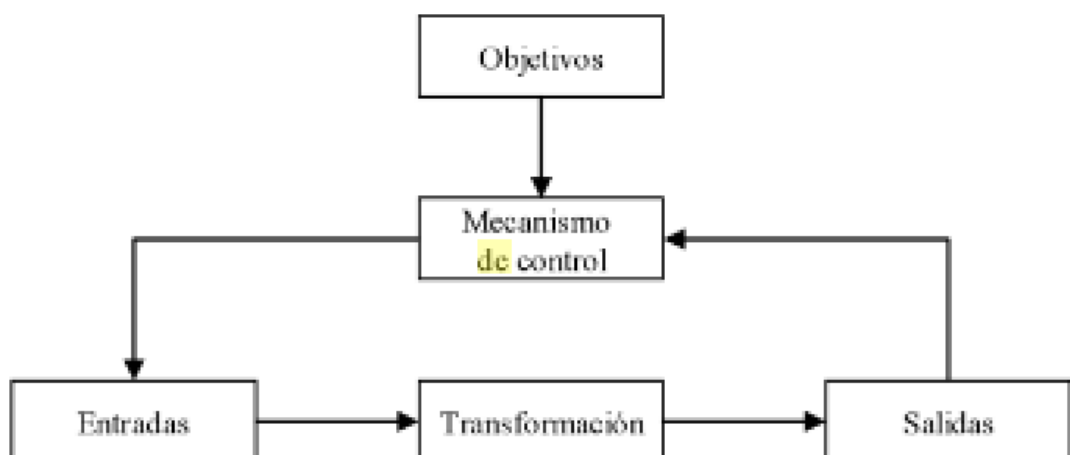 Objetivos
Mecanismo
de control
Entradas
Transformación
Salidas